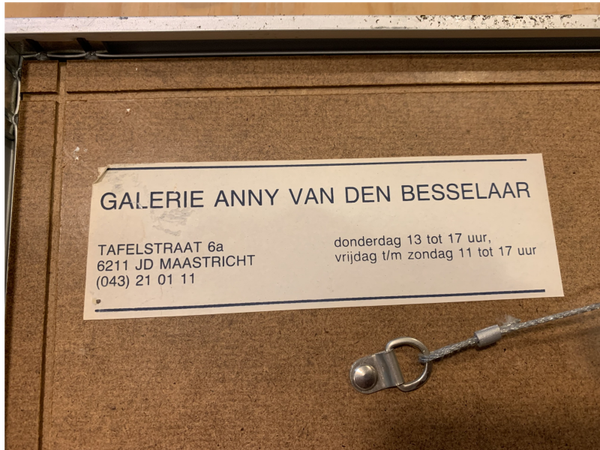 GALERIE ANNY VAN DEN BESSELAAR
TAFELSTRAAT 6a
6211 JD MAASTRICHT
(043) 21 01 11
donderdag 13 tot 17 uur,
vrijdag t/m zondag 11 tot 17 uur